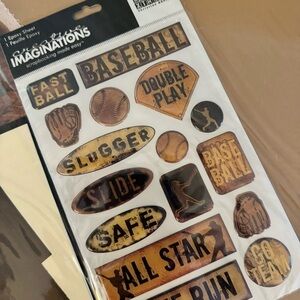 1 Epoxy Sheet
1 Feuille Epoxy
creative
IMAGINATIONS
scrapbooking made easy
BASEBALL
FAST
BALL
DOUBLE
PLAY
SLUGGER
BASE
BALL
SLIDE
SAFE
ALL STAR
GO
TEAM
RUN